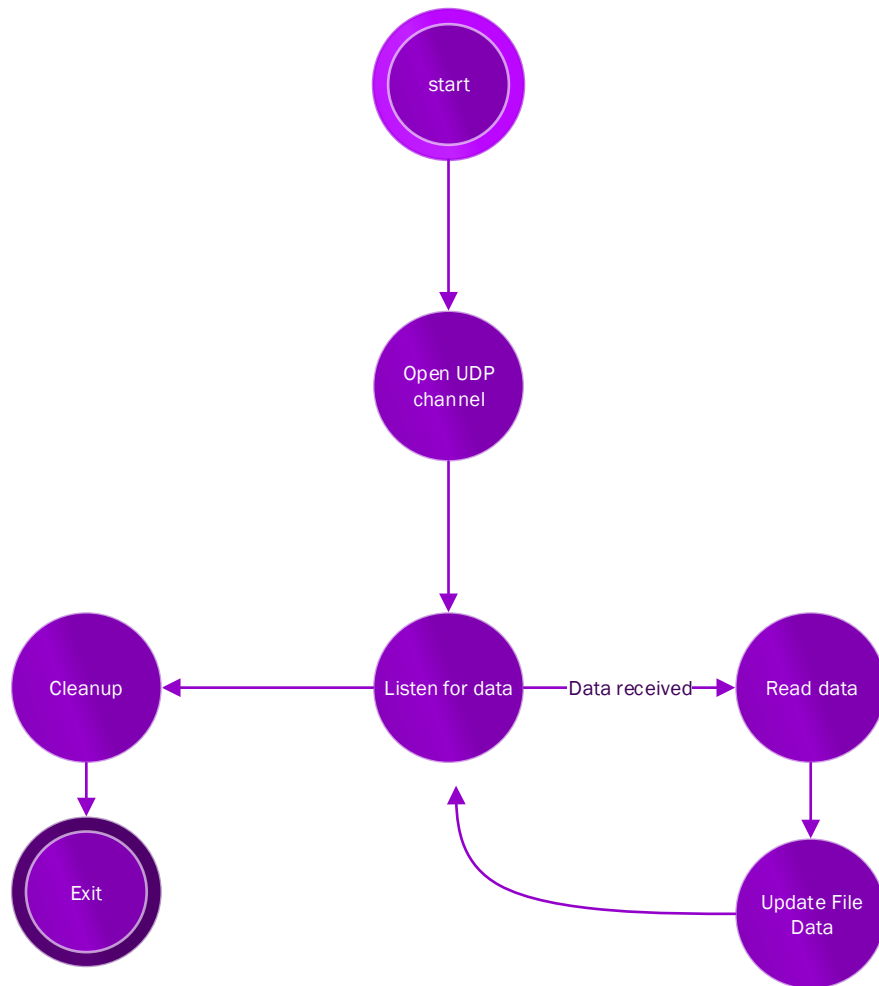 start
Open UDP
channel
Cleanup
Listen for data
Data received
Read data
Exit
Update File
Data